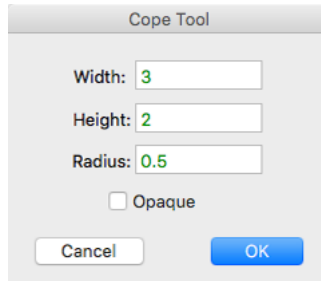 Cope Tool
Width: 3
Height: 2
Radius: 0.5
Opaque
Cancel OK